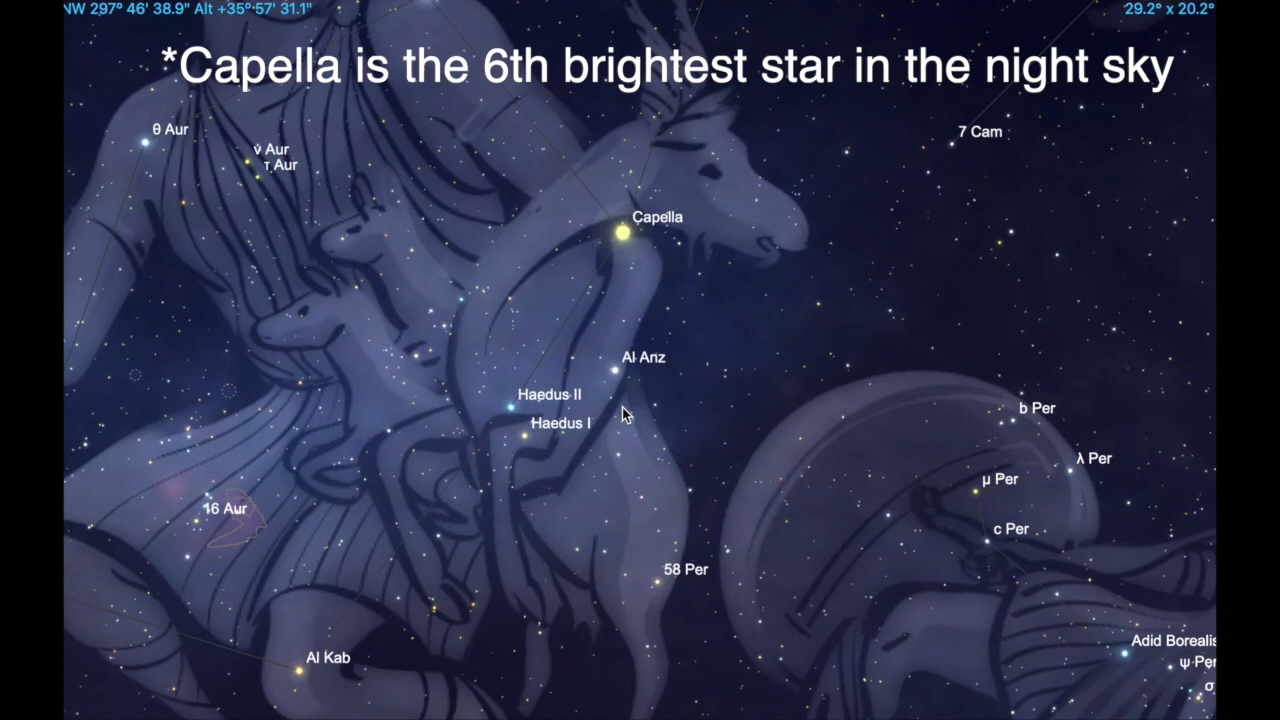 NW 297° 46' 38.9" Alt +35°57' 31.1"
29.2° x 20.2°
*Capella is the 6th brightest star in the night sky
θ Aur
7 Cam
ν Aur
τ Aur
Capella
Al Anz
Haedus II
b Per
Haedus I
λ Per
μ Per
16 Aur
c Per
58 Per
Adid Borealis
Al Kab
ψ Per
σ